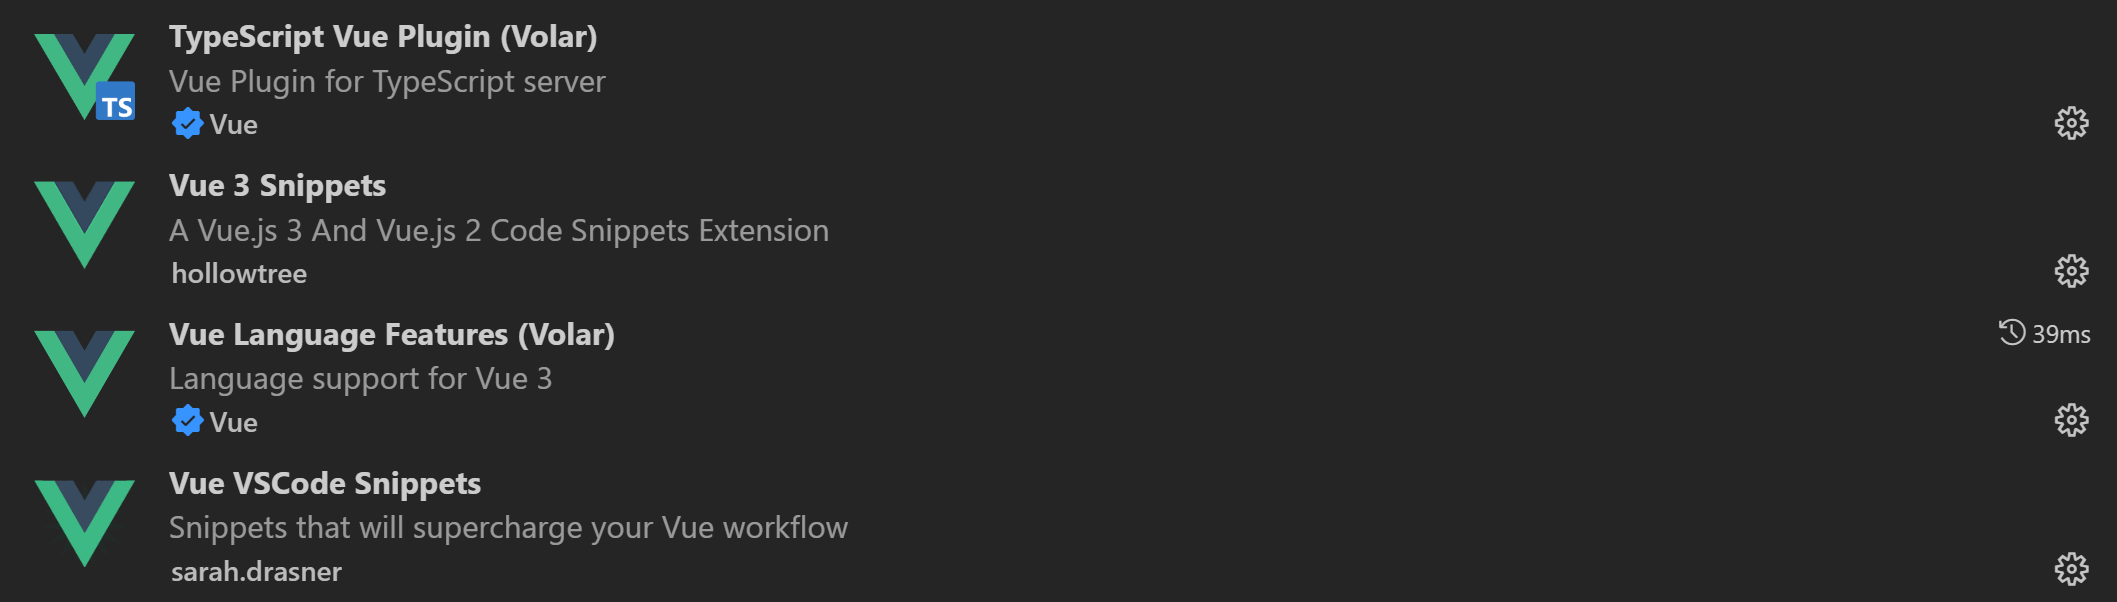 TypeScript Vue Plugin (Volar)
Vue Plugin for TypeScript server
TS
Vue
Vue 3 Snippets
A Vue.js 3 And Vue.js 2 Code Snippets Extension
hollowtree
Vue Language Features (Volar)
39ms
Language support for Vue 3
Vue
Vue VSCode Snippets
Snippets that will supercharge your Vue workflow
sarah.drasner